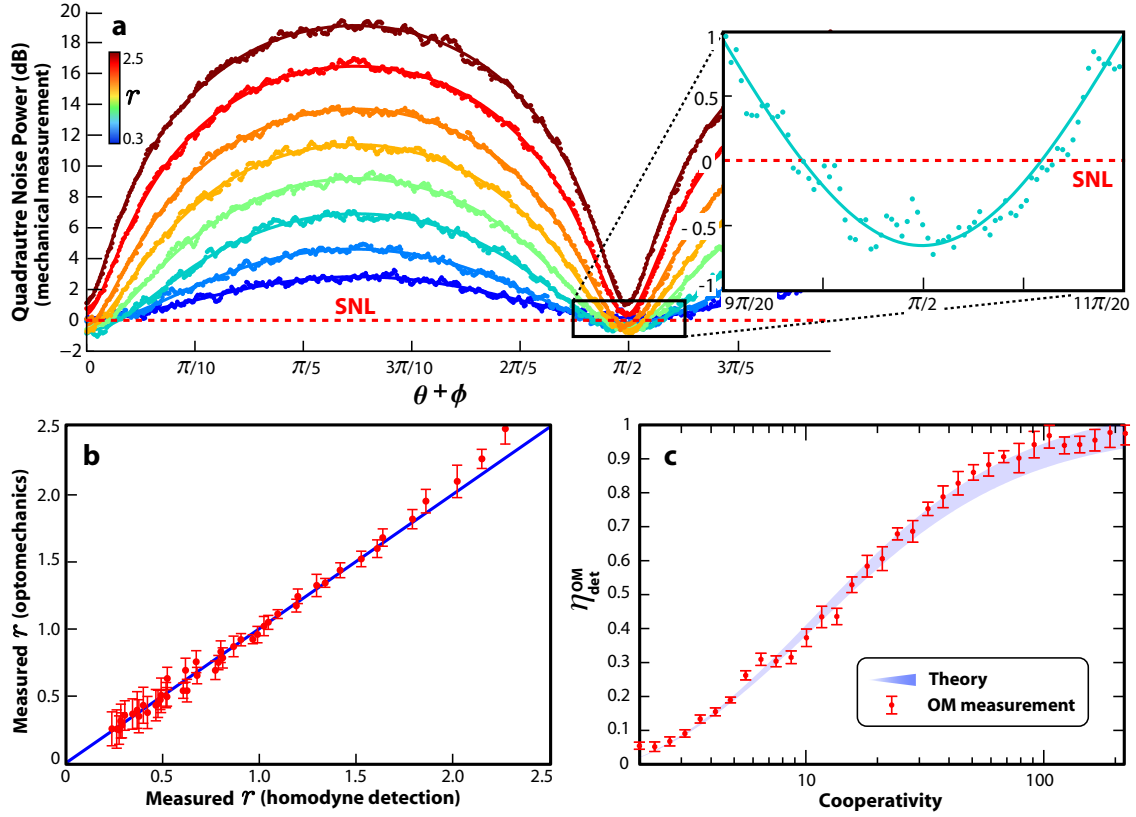 a
Quadrautre Noise Power (dB)
(mechanical measurement)
20
18
16
14
12
10
8
6
4
2
0
−2
2.5
r
0.3
SNL
0
π/10
π/5
3π/10
2π/5
π/2
3π/5
θ+ϕ
1
0.5
0
-0.5
-1
SNL
9π/20
π/2
11π/20
b
Measured r (optomechanics)
2.5
2.0
1.5
1.0
0.5
0
0
0.5
1.0
1.5
2.0
2.5
Measured r (homodyne detection)
c
η OM det
1
0.9
0.8
0.7
0.6
0.5
0.4
0.3
0.2
0.1
0
10
100
Cooperativity
Theory
OM measurement